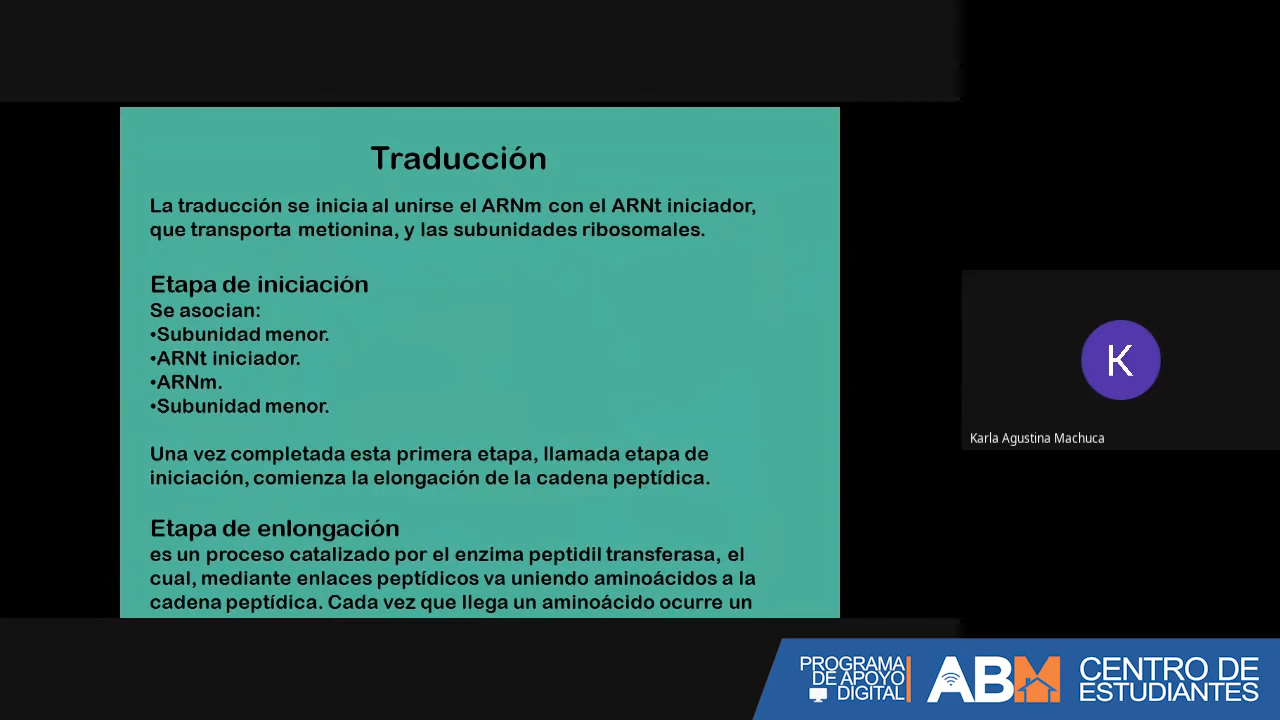 Traducción
La traducción se inicia al unirse el ARNm con el ARNt iniciador,
que transporta metionina, y las subunidades ribosomales.
Etapa de iniciación
Se asocian:
•Subunidad menor.
•ARNt iniciador.
•ARNm.
•Subunidad menor.
Una vez completada esta primera etapa, llamada etapa de
iniciación, comienza la elongación de la cadena peptídica.
Etapa de enlongación
es un proceso catalizado por el enzima peptidil transferasa, el
cual, mediante enlaces peptídicos va uniendo aminoácidos a la
cadena peptídica. Cada vez que llega un aminoácido ocurre un
K
Karla Agustina Machuca
PROGRAMA
DE APOYO
DIGITAL
ABM
CENTRO DE
ESTUDIANTES